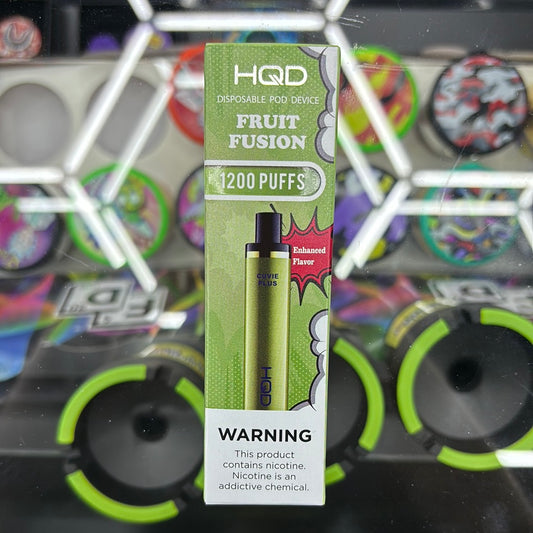 HQD
DISPOSABLE POD DEVICE
FRUIT
FUSION
1200 PUFFS
Enhanced
Flavor
CUVIE
PLUS
HQD
WARNING
This product
contains nicotine.
Nicotine is an
addictive chemical.